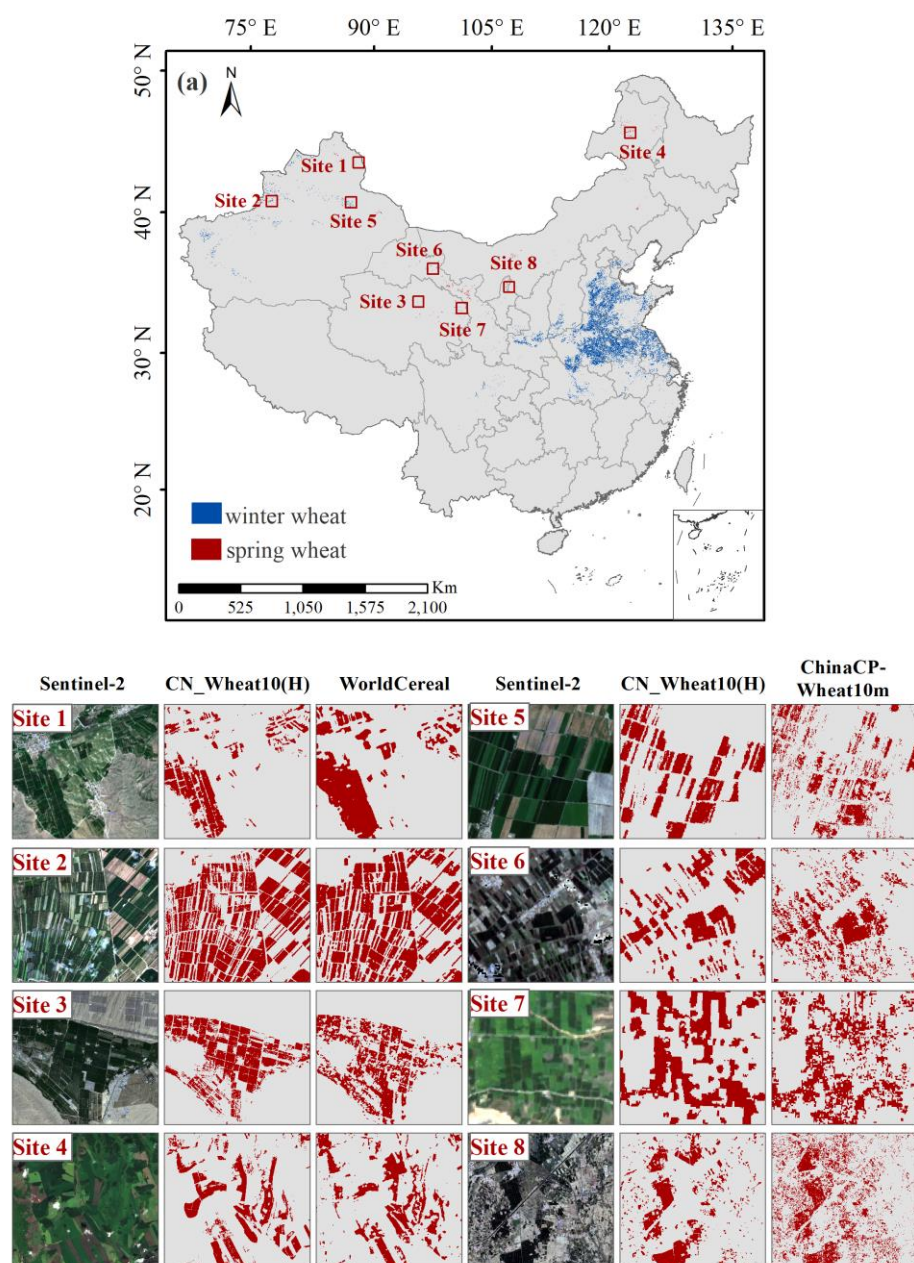 75° E 90° E 105° E 120° E 135° E
50° N
40° N
30° N
20° N
(a)
N
Site 1
Site 4
Site 2
Site 5
Site 6
Site 8
Site 3
Site 7
winter wheat
spring wheat
Km
0 525 1,050 1,575 2,100
Sentinel-2 CN_Wheat10(H) WorldCereal Sentinel-2 CN_Wheat10(H) ChinaCP-
Wheat10m
Site 1 Site 5
Site 2 Site 6
Site 3 Site 7
Site 4 Site 8